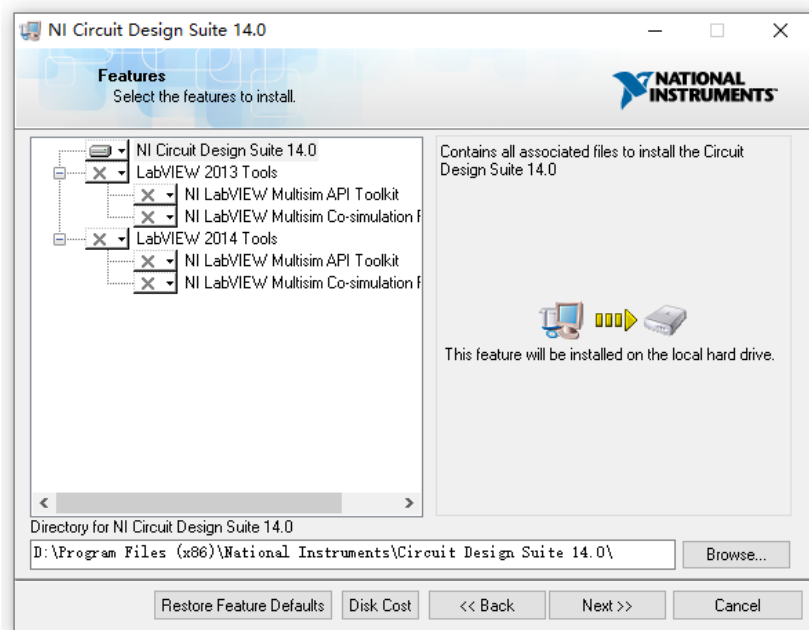 NI Circuit Design Suite 14.0
Features
Select the features to install.
NATIONAL
INSTRUMENTS
NI Circuit Design Suite 14.0
LabVIEW 2013 Tools
NI LabVIEW Multisim API Toolkit
NI LabVIEW Multisim Co-simulation
LabVIEW 2014 Tools
NI LabVIEW Multisim API Toolkit
NI LabVIEW Multisim Co-simulation
Contains all associated files to install the Circuit
Design Suite 14.0
This feature will be installed on the local hard drive.
Directory for NI Circuit Design Suite 14.0
D:\Program Files (x86)\National Instruments\Circuit Design Suite 14.0\
Browse...
Restore Feature Defaults
Disk Cost
<< Back
Next >>
Cancel